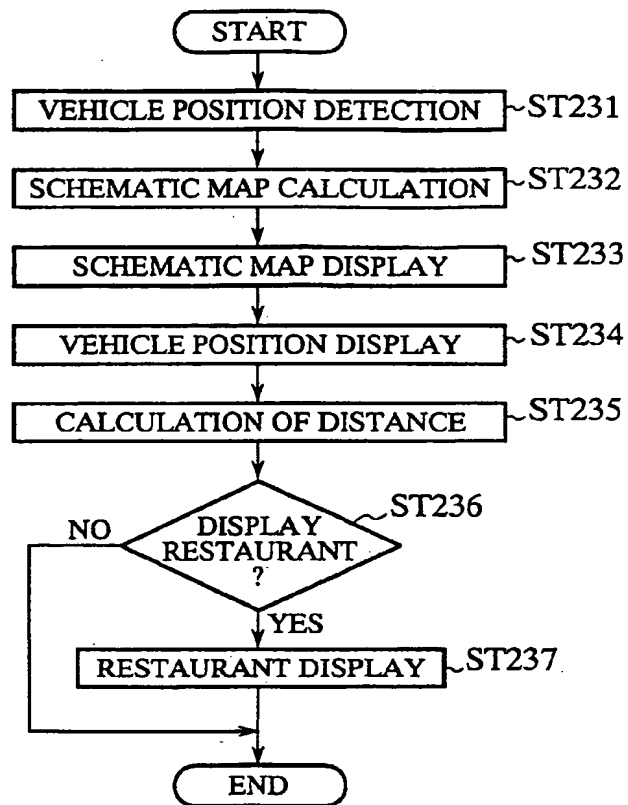 START
VEHICLE POSITION DETECTION
ST231
SCHEMATIC MAP CALCULATION
ST232
SCHEMATIC MAP DISPLAY
ST233
VEHICLE POSITION DISPLAY
ST234
CALCULATION OF DISTANCE
ST235
ST236
NO
DISPLAY
RESTAURANT
?
YES
RESTAURANT DISPLAY
ST237
END